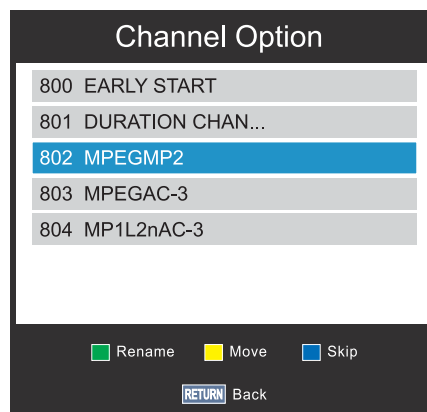 Channel Option
800 EARLY START
801 DURATION CHAN...
802 MPEGMP2
803 MPEGAC-3
804 MP1L2nAC-3
Rename Move Skip
RETURN Back